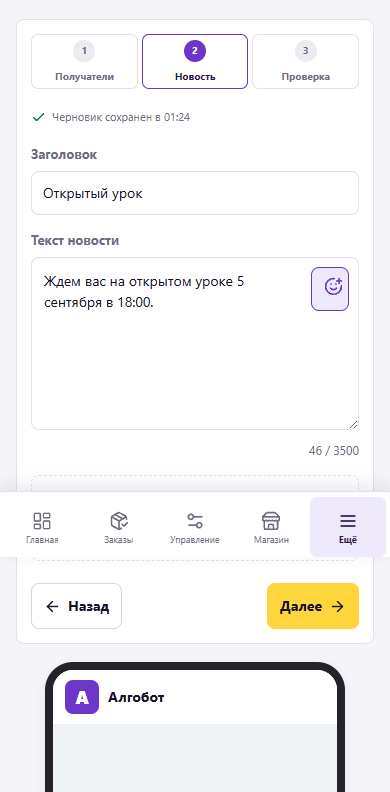 1
2
3
Получатели
Новость
Проверка
Черновик сохранен в 01:24
Заголовок
Открытый урок
Текст новости
Ждем вас на открытом уроке 5
сентября в 18:00.
46 / 3500
Главная
Заказы
Управление
Магазин
Ещё
Назад
Далее
A
Алгобот